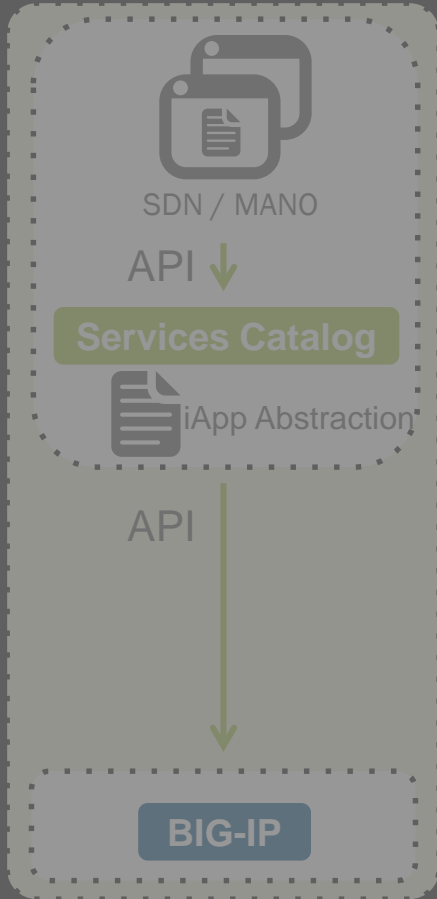 SDN / MANO
API
Services Catalog
iApp Abstraction
API
BIG-IP